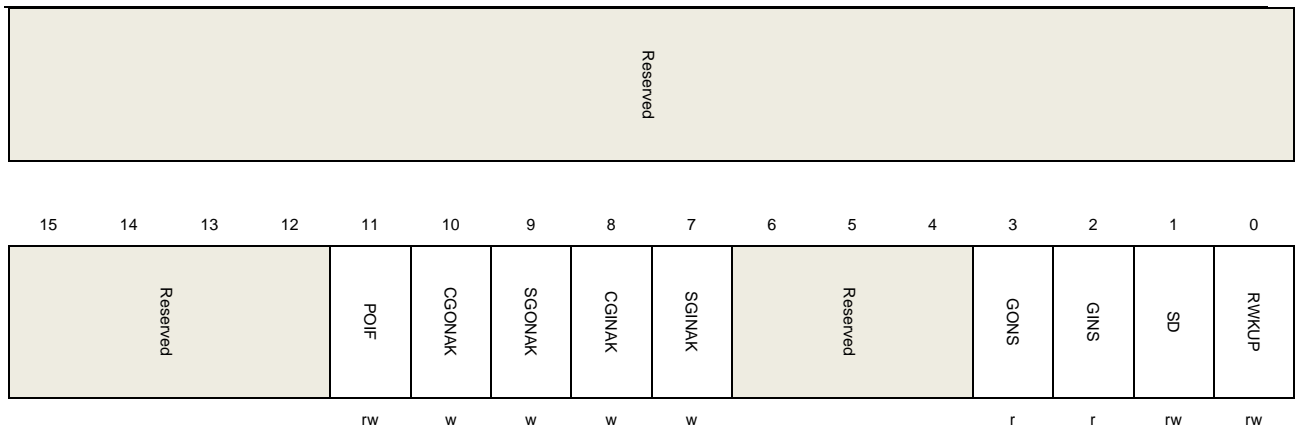 Reserved
15 14 13 12 11 10 9 8 7 6 5 4 3 2 1 0
Reserved POIF CGONAK SGONAK CGINAK SGINAK Reserved GONS GINS SD RWKUP
rw w w w w r r rw rw